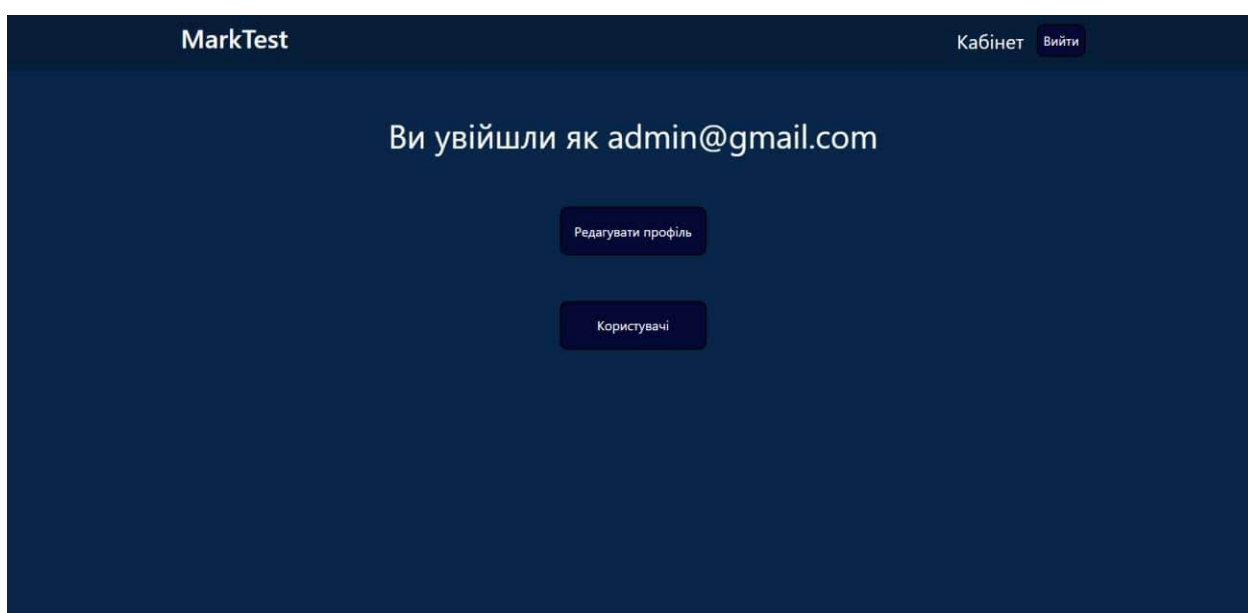 MarkTest
Кабінет Вийти
Ви увійшли як admin@gmail.com
Редагувати профіль
Користувачі